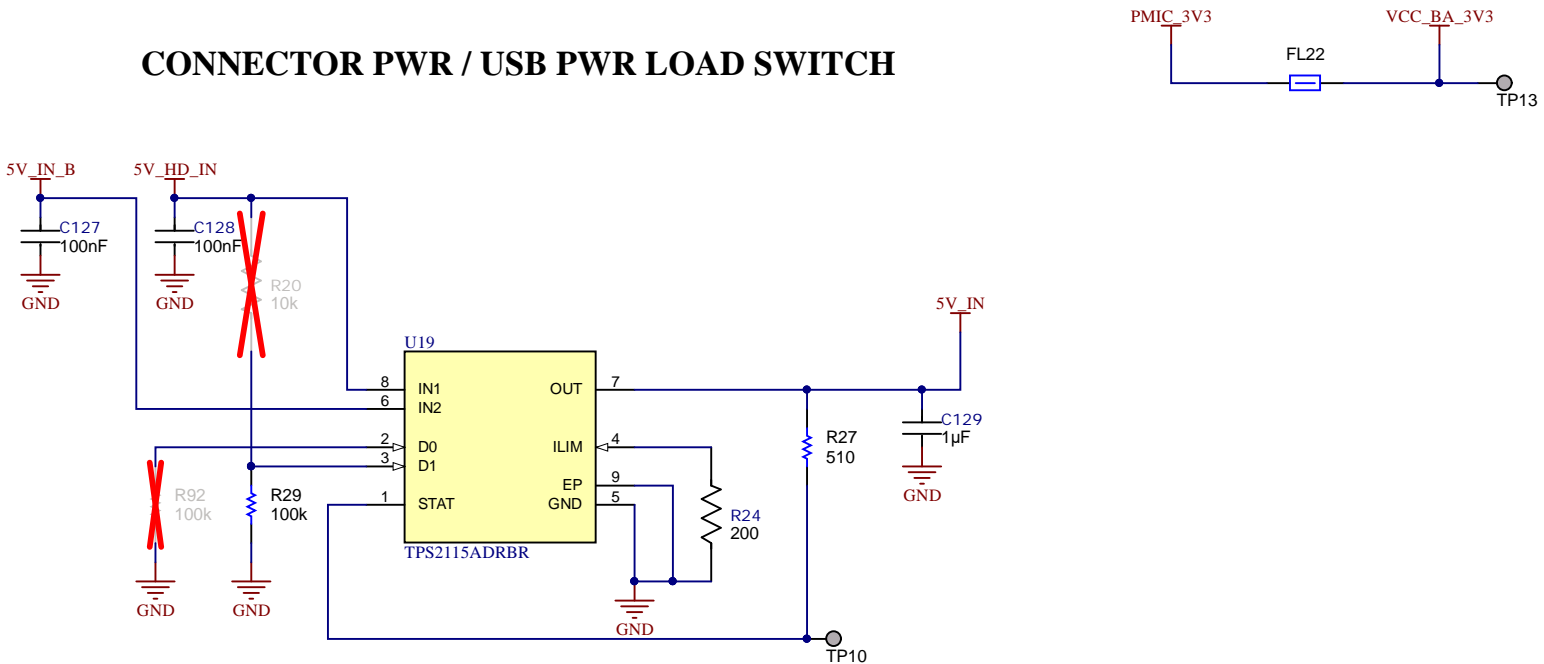 PMIC_3V3
VCC_BA_3V3
CONNECTOR PWR / USB PWR LOAD SWITCH
FL22
TP13
5V_IN_B
5V_HD_IN
C127
100nF
C128
100nF
GND
GND
R20
10k
5V_IN
U19
8
IN1
OUT
7
6
IN2
2
D0
ILIM
4
3
D1
EP
9
1
STAT
GND
5
TPS2115ADRBR
R92
100k
R29
100k
R24
200
R27
510
C129
1µF
GND
GND
GND
GND
TP10